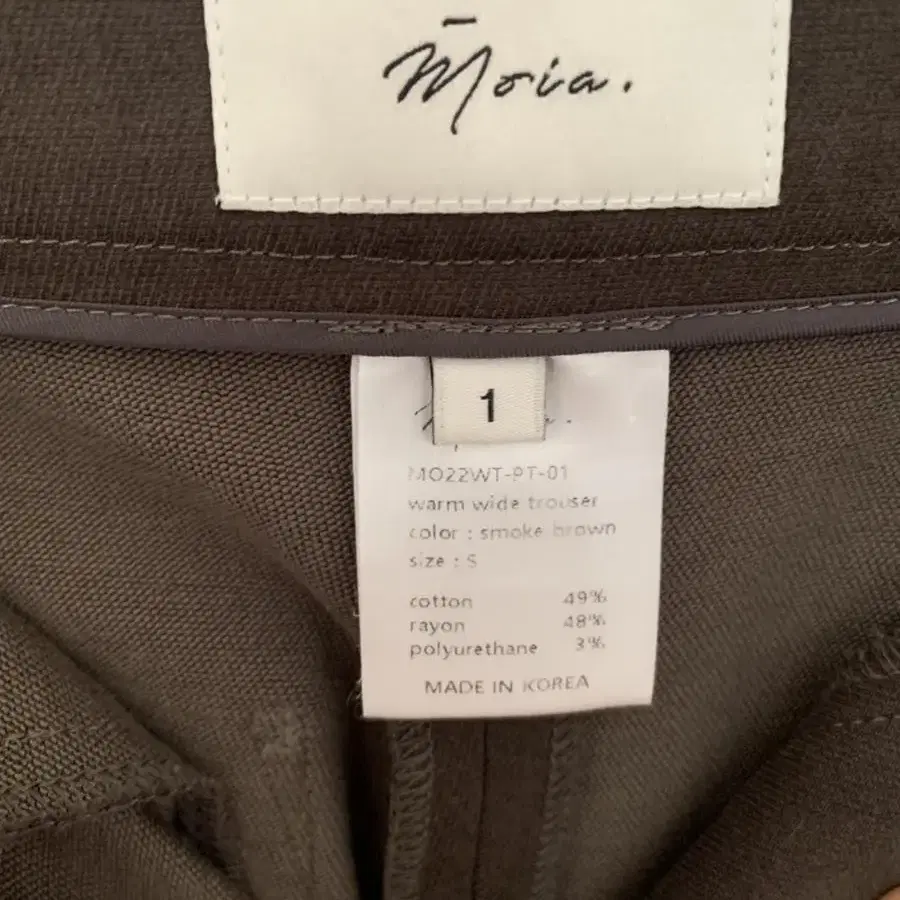 Moia.
1
MO22WT-PT-01
warm wide trouser
color : smoke brown
size : S
cotton 49%
rayon 48%
polyurethane 3%
MADE IN KOREA